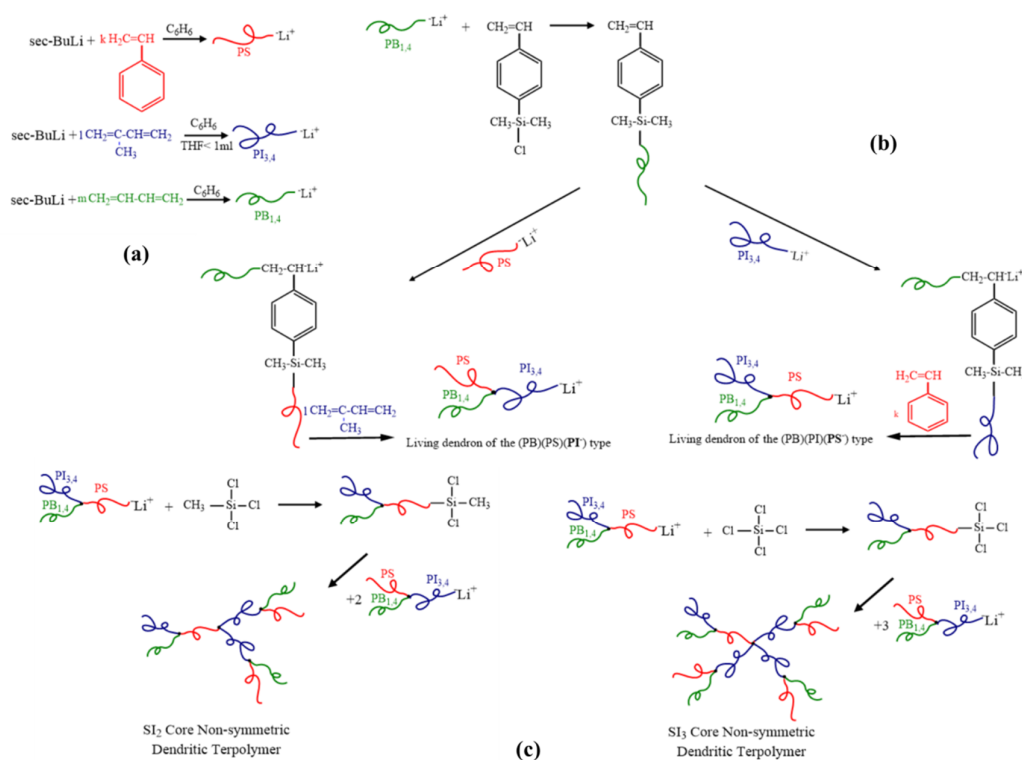 sec-BuLi + k H₂C=CH
C₆H₆
⁻Li⁺
PS
sec-BuLi + 1CH₂=C-CH=CH₂
CH₃
C₆H₆
THF< 1ml
⁻Li⁺
PI₃,₄
sec-BuLi + mCH₂=CH-CH=CH₂
C₆H₆
⁻Li⁺
PB₁,₄
(a)
⁻Li⁺
PB₁,₄
+
CH₂=CH
CH₃-Si-CH₃
Cl
CH₂=CH
CH₃-Si-CH₃
(b)
⁻Li⁺
PS
⁻Li⁺
PI₃,₄
CH₂-CH⁻Li⁺
CH₃-Si-CH₃
1CH₂=C-CH=CH₂
CH₃
PS
PI₃,₄
PB₁,₄
⁻Li⁺
Living dendron of the (PB)(PS)(PI⁻) type
CH₂-CH⁻Li⁺
CH₃-Si-CH₃
H₂C=CH
k
PI₃,₄
PS
PB₁,₄
⁻Li⁺
Living dendron of the (PB)(PI)(PS⁻) type
PI₃,₄
PS
PB₁,₄
⁻Li⁺
+
Cl
CH₃-Si-Cl
Cl
Cl
Si-CH₃
Cl
+2
PS
PI₃,₄
PB₁,₄
⁻Li⁺
SI₂ Core Non-symmetric
Dendritic Terpolymer
PI₃,₄
PS
PB₁,₄
⁻Li⁺
+
Cl
Cl-Si-Cl
Cl
Cl
Si-Cl
Cl
+3
PS
PI₃,₄
PB₁,₄
⁻Li⁺
SI₃ Core Non-symmetric
Dendritic Terpolymer
(c)